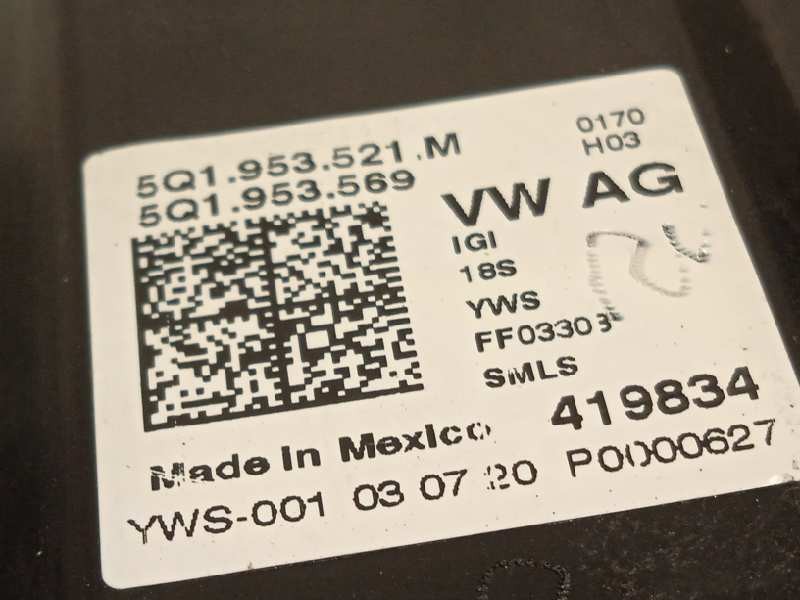 5Q1.953.521.M
5Q1.953.569
0170
H03
VW AG
IGI
18S
YWS
FF03303
SMLS
419834
Made in Mexico
YWS-001 03 07 20 P0000627